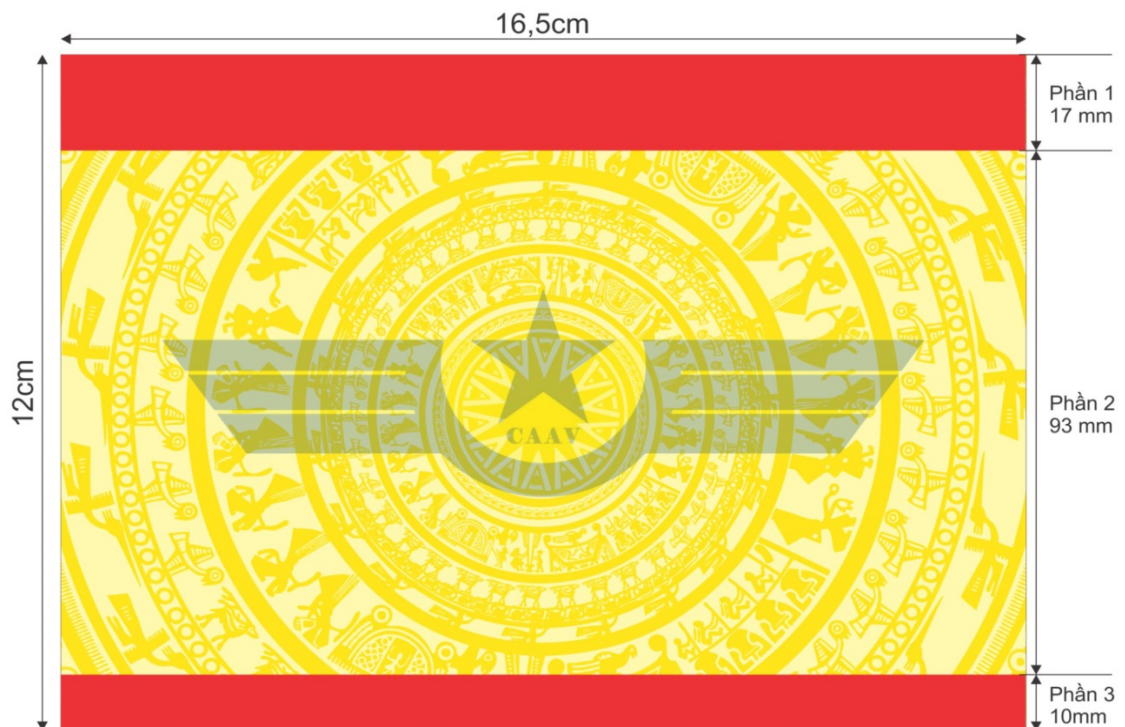 16,5cm
Phần 1
17 mm
12cm
Phần 2
93 mm
CAAV
Phần 3
10mm